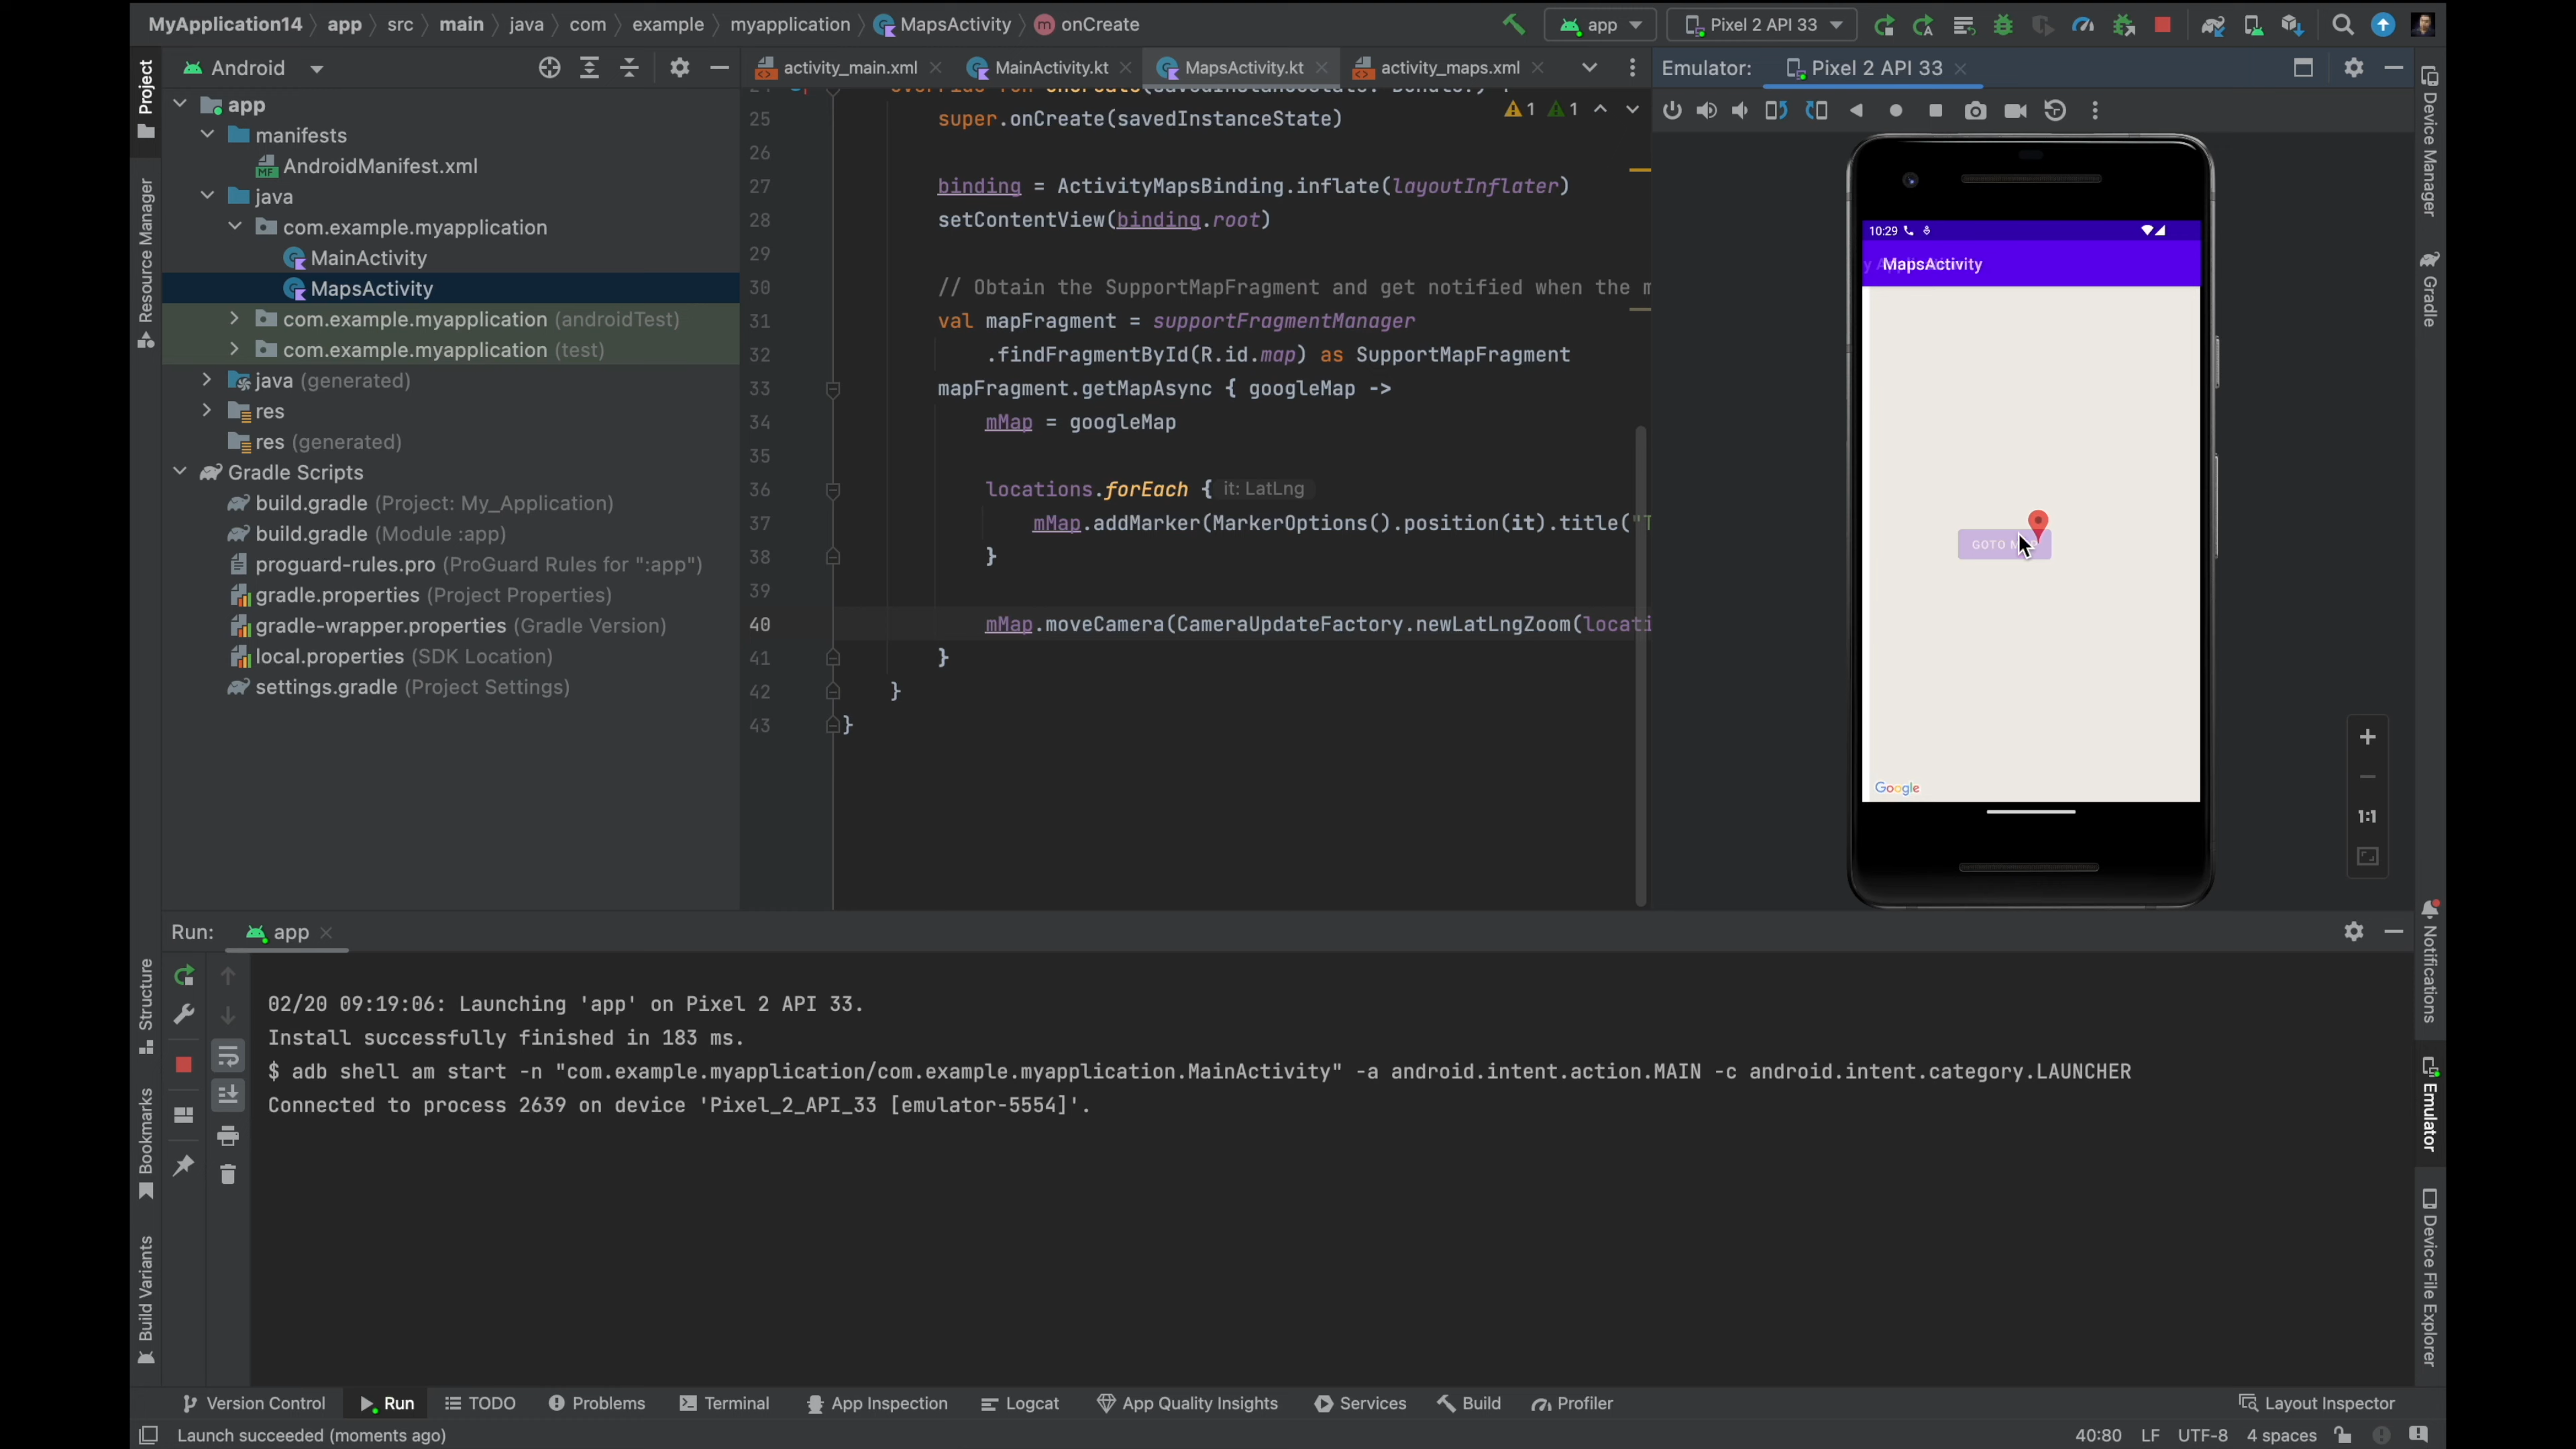 MyApplication14 app src main java com example myapplication MapsActivity onCreate app Pixel 2 API 33
Android
activity_main.xml MainActivity.kt MapsActivity.kt activity_maps.xml
Emulator: Pixel 2 API 33
Project
Resource Manager
Structure
Bookmarks
Build Variants
app
manifests
AndroidManifest.xml
java
com.example.myapplication
MainActivity
MapsActivity
com.example.myapplication (androidTest)
com.example.myapplication (test)
java (generated)
res
res (generated)
Gradle Scripts
build.gradle (Project: My_Application)
build.gradle (Module :app)
proguard-rules.pro (ProGuard Rules for ":app")
gradle.properties (Project Properties)
gradle-wrapper.properties (Gradle Version)
local.properties (SDK Location)
settings.gradle (Project Settings)
1 1
25 super.onCreate(savedInstanceState)
26
27 binding = ActivityMapsBinding.inflate(layoutInflater)
28 setContentView(binding.root)
29
30 // Obtain the SupportMapFragment and get notified when the m
31 val mapFragment = supportFragmentManager
32 .findFragmentById(R.id.map) as SupportMapFragment
33 mapFragment.getMapAsync { googleMap ->
34 mMap = googleMap
35
36 locations.forEach { it: LatLng
37 mMap.addMarker(MarkerOptions().position(it).title("T
38 }
39
40 mMap.moveCamera(CameraUpdateFactory.newLatLngZoom(locati
41 }
42 }
43 }
10:29
MapsActivity
GOTO
Google
1:1
Device Manager
Gradle
Notifications
Emulator
Device File Explorer
Run: app
02/20 09:19:06: Launching 'app' on Pixel 2 API 33.
Install successfully finished in 183 ms.
$ adb shell am start -n "com.example.myapplication/com.example.myapplication.MainActivity" -a android.intent.action.MAIN -c android.intent.category.LAUNCHER
Connected to process 2639 on device 'Pixel_2_API_33 [emulator-5554]'.
Version Control Run TODO Problems Terminal App Inspection Logcat App Quality Insights Services Build Profiler Layout Inspector
Launch succeeded (moments ago) 40:80 LF UTF-8 4 spaces